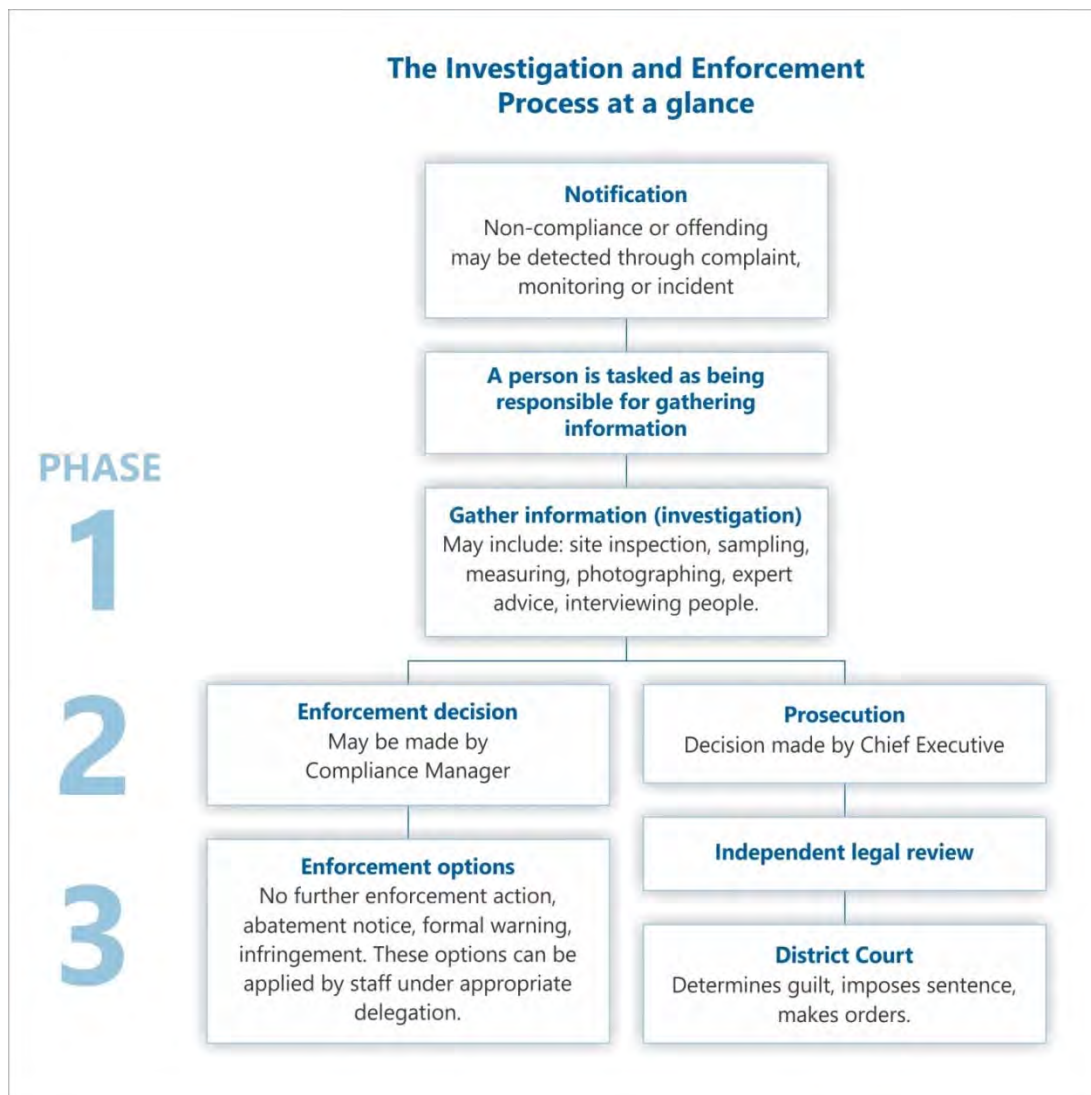 The Investigation and Enforcement
Process at a glance
Notification
Non-compliance or offending
may be detected through complaint,
monitoring or incident
A person is tasked as being
responsible for gathering
information
PHASE
1
Gather information (investigation)
May include: site inspection, sampling,
measuring, photographing, expert
advice, interviewing people.
2
Enforcement decision
May be made by
Compliance Manager
Prosecution
Decision made by Chief Executive
3
Enforcement options
No further enforcement action,
abatement notice, formal warning,
infringement. These options can be
applied by staff under appropriate
delegation.
Independent legal review
District Court
Determines guilt, imposes sentence,
makes orders.